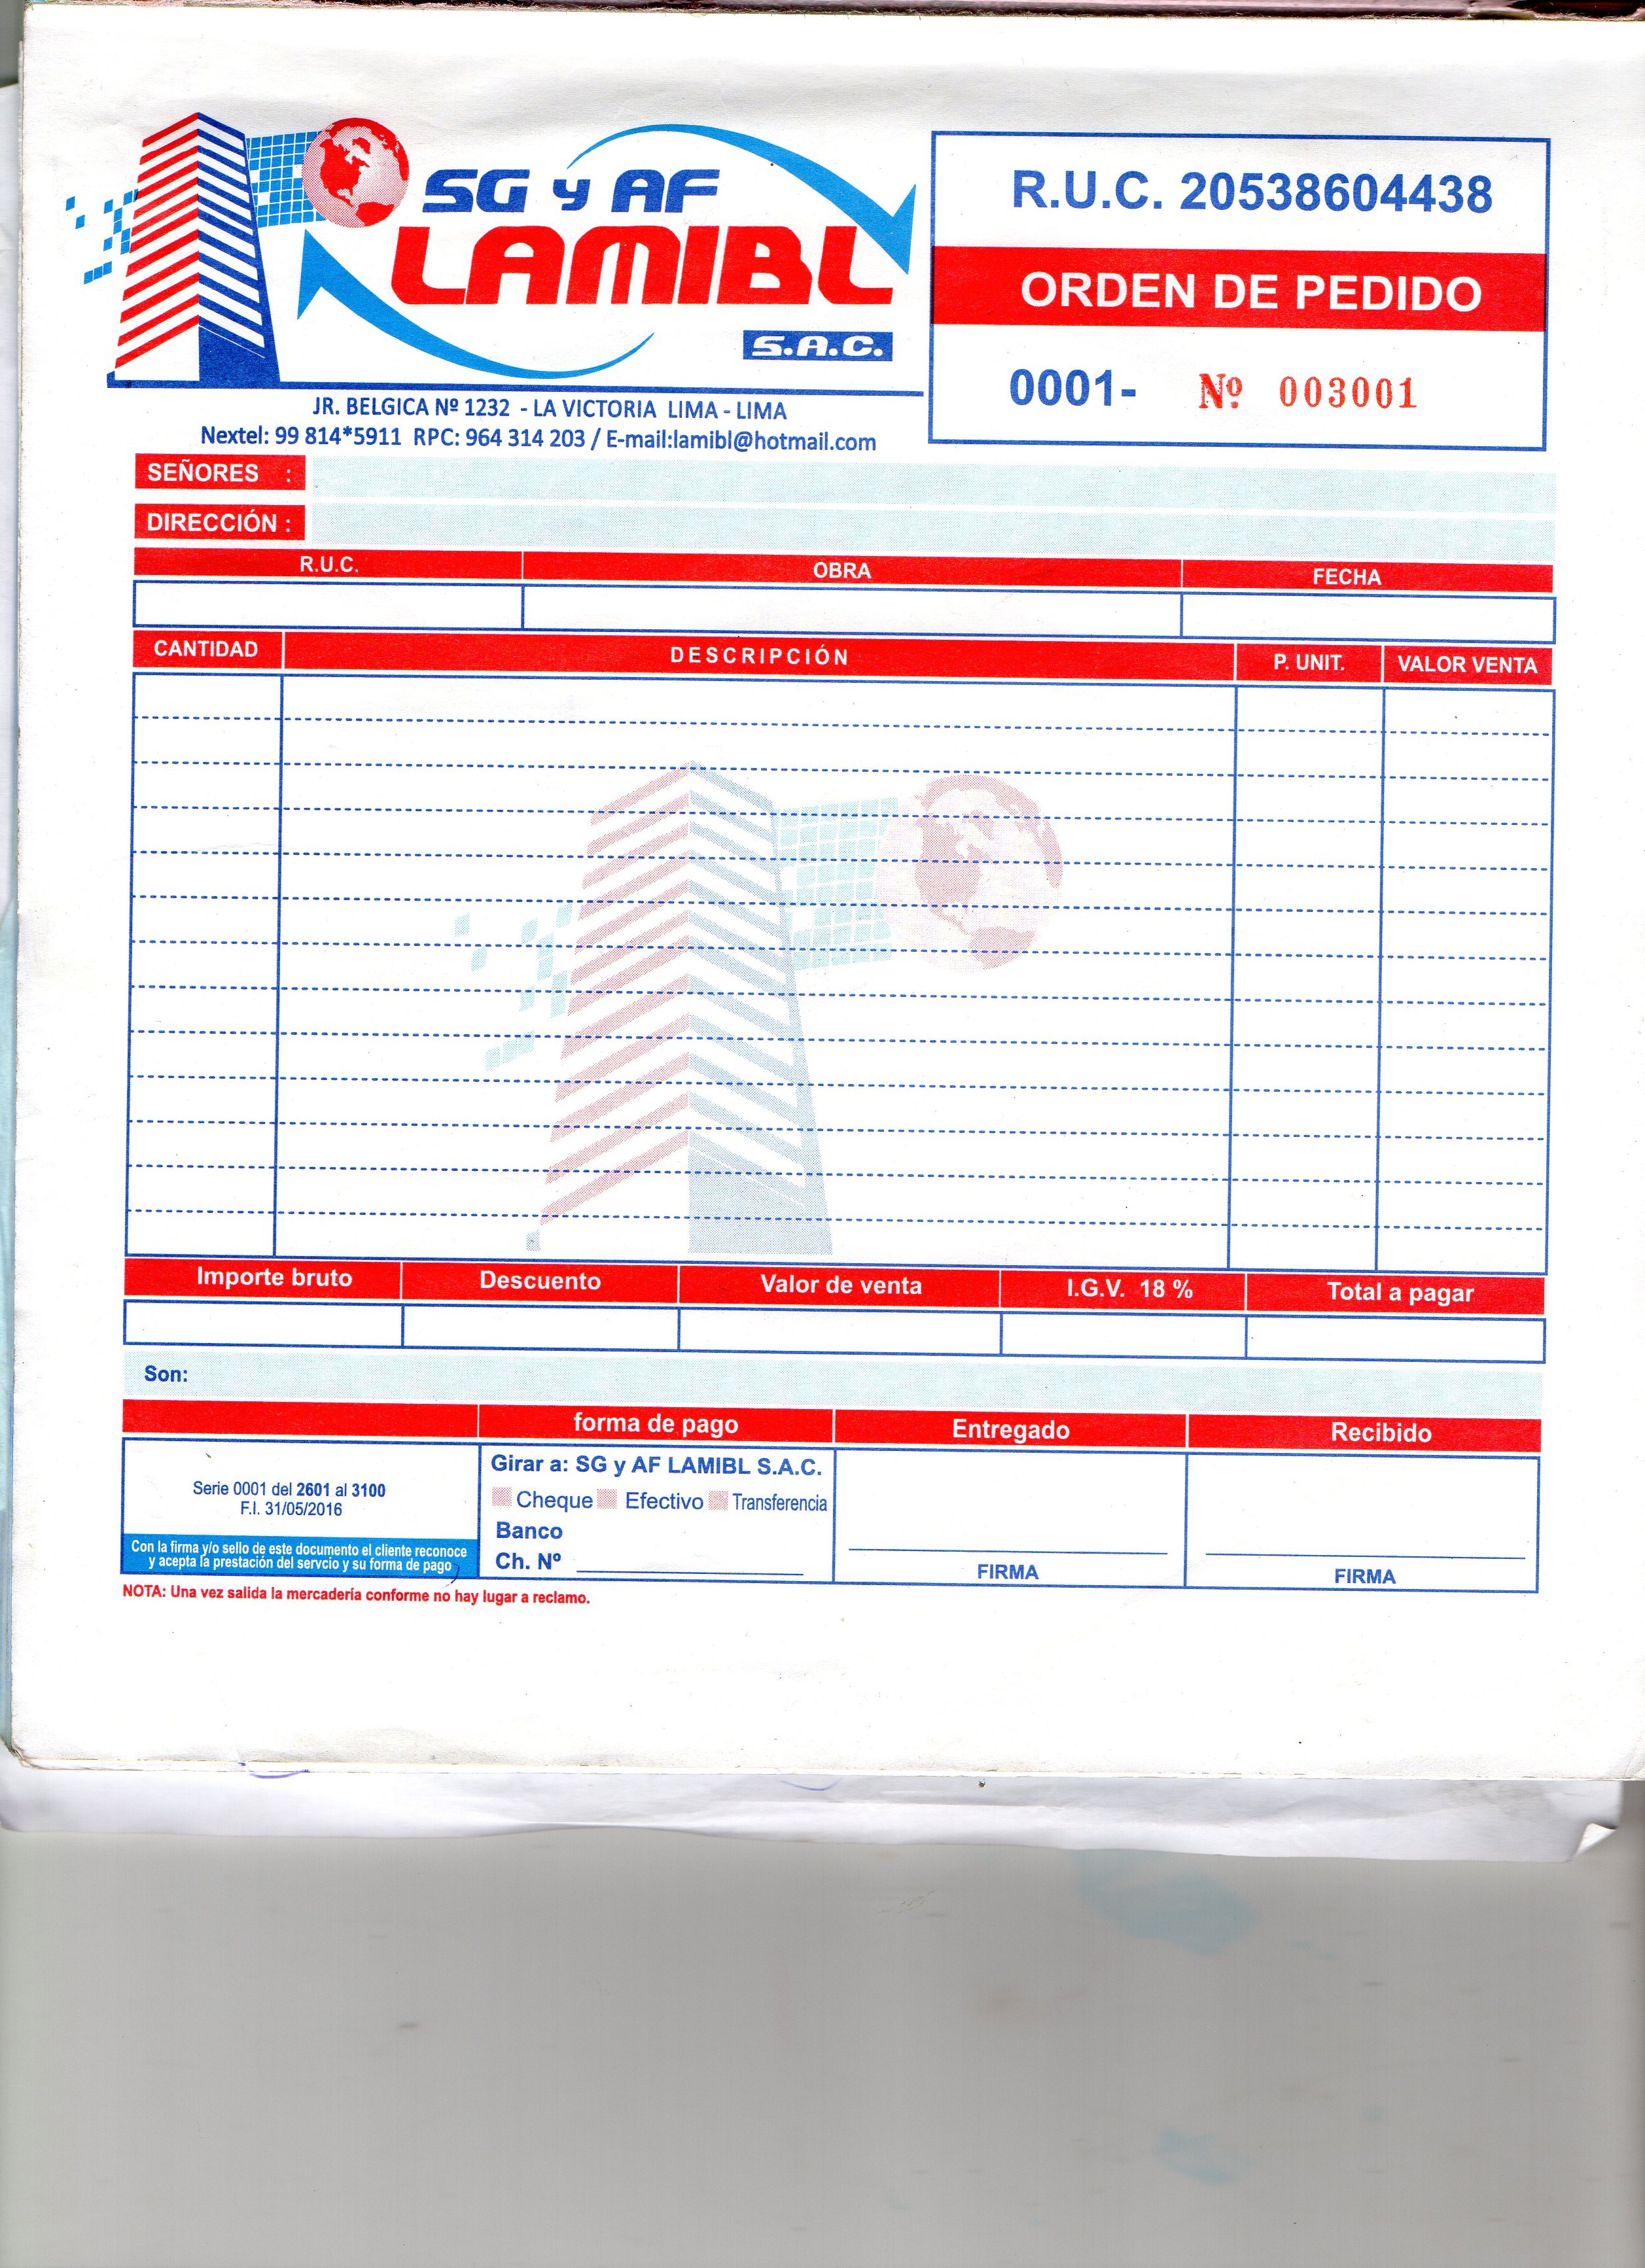 SG y AF
LAMIBL
S.A.C.
JR. BELGICA Nº 1232 - LA VICTORIA LIMA - LIMA
Nextel: 99 814*5911 RPC: 964 314 203 / E-mail:lamibl@hotmail.com
R.U.C. 20538604438
ORDEN DE PEDIDO
0001- Nº 003001
SEÑORES :
DIRECCIÓN :
R.U.C. OBRA FECHA
CANTIDAD DESCRIPCIÓN P. UNIT. VALOR VENTA
Importe bruto Descuento Valor de venta I.G.V. 18 % Total a pagar
Son:
forma de pago Entregado Recibido
Serie 0001 del 2601 al 3100
F.I. 31/05/2016
Con la firma y/o sello de este documento el cliente reconoce
y acepta la prestación del servcio y su forma de pago
Girar a: SG y AF LAMIBL S.A.C.
Cheque Efectivo Transferencia
Banco
Ch. Nº
FIRMA
FIRMA
NOTA: Una vez salida la mercadería conforme no hay lugar a reclamo.